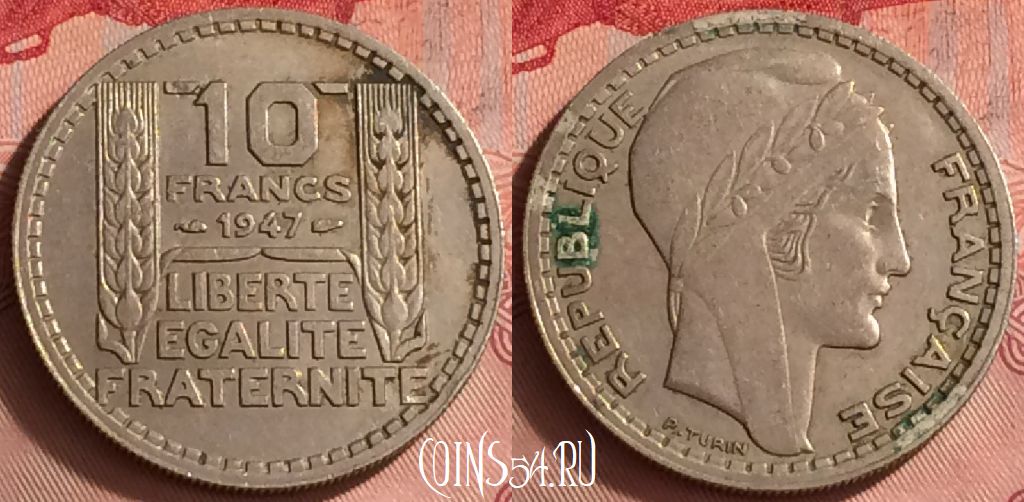 10
FRANCS
1947
LIBERTE
EGALITE
FRATERNITE
REPUBLIQUE
FRANÇAISE
P. TURIN
COINS54.RU